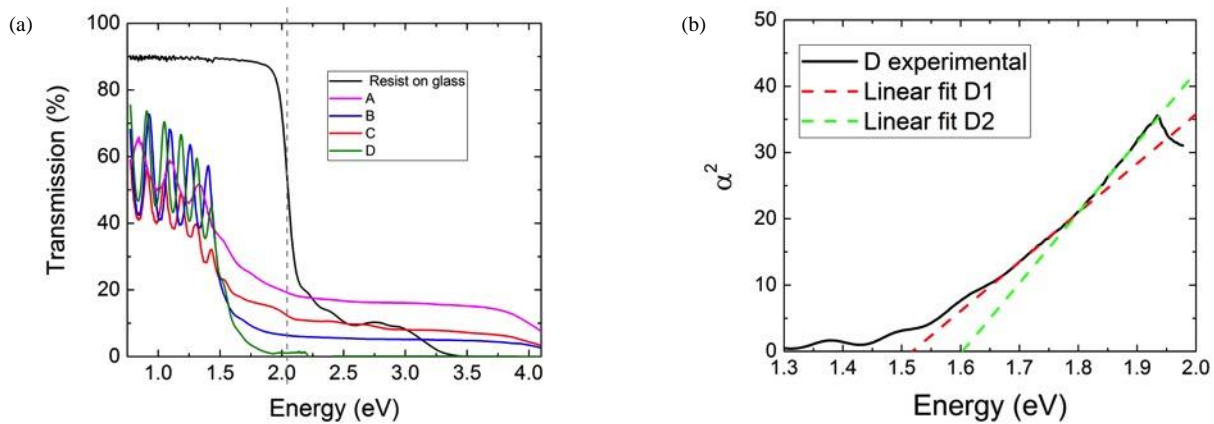 (a)
Transmission (%)
100
80
60
40
20
0
Resist on glass
A
B
C
D
1.0 1.5 2.0 2.5 3.0 3.5 4.0
Energy (eV)
(b)
α²
50
40
30
20
10
0
D experimental
Linear fit D1
Linear fit D2
1.3 1.4 1.5 1.6 1.7 1.8 1.9 2.0
Energy (eV)